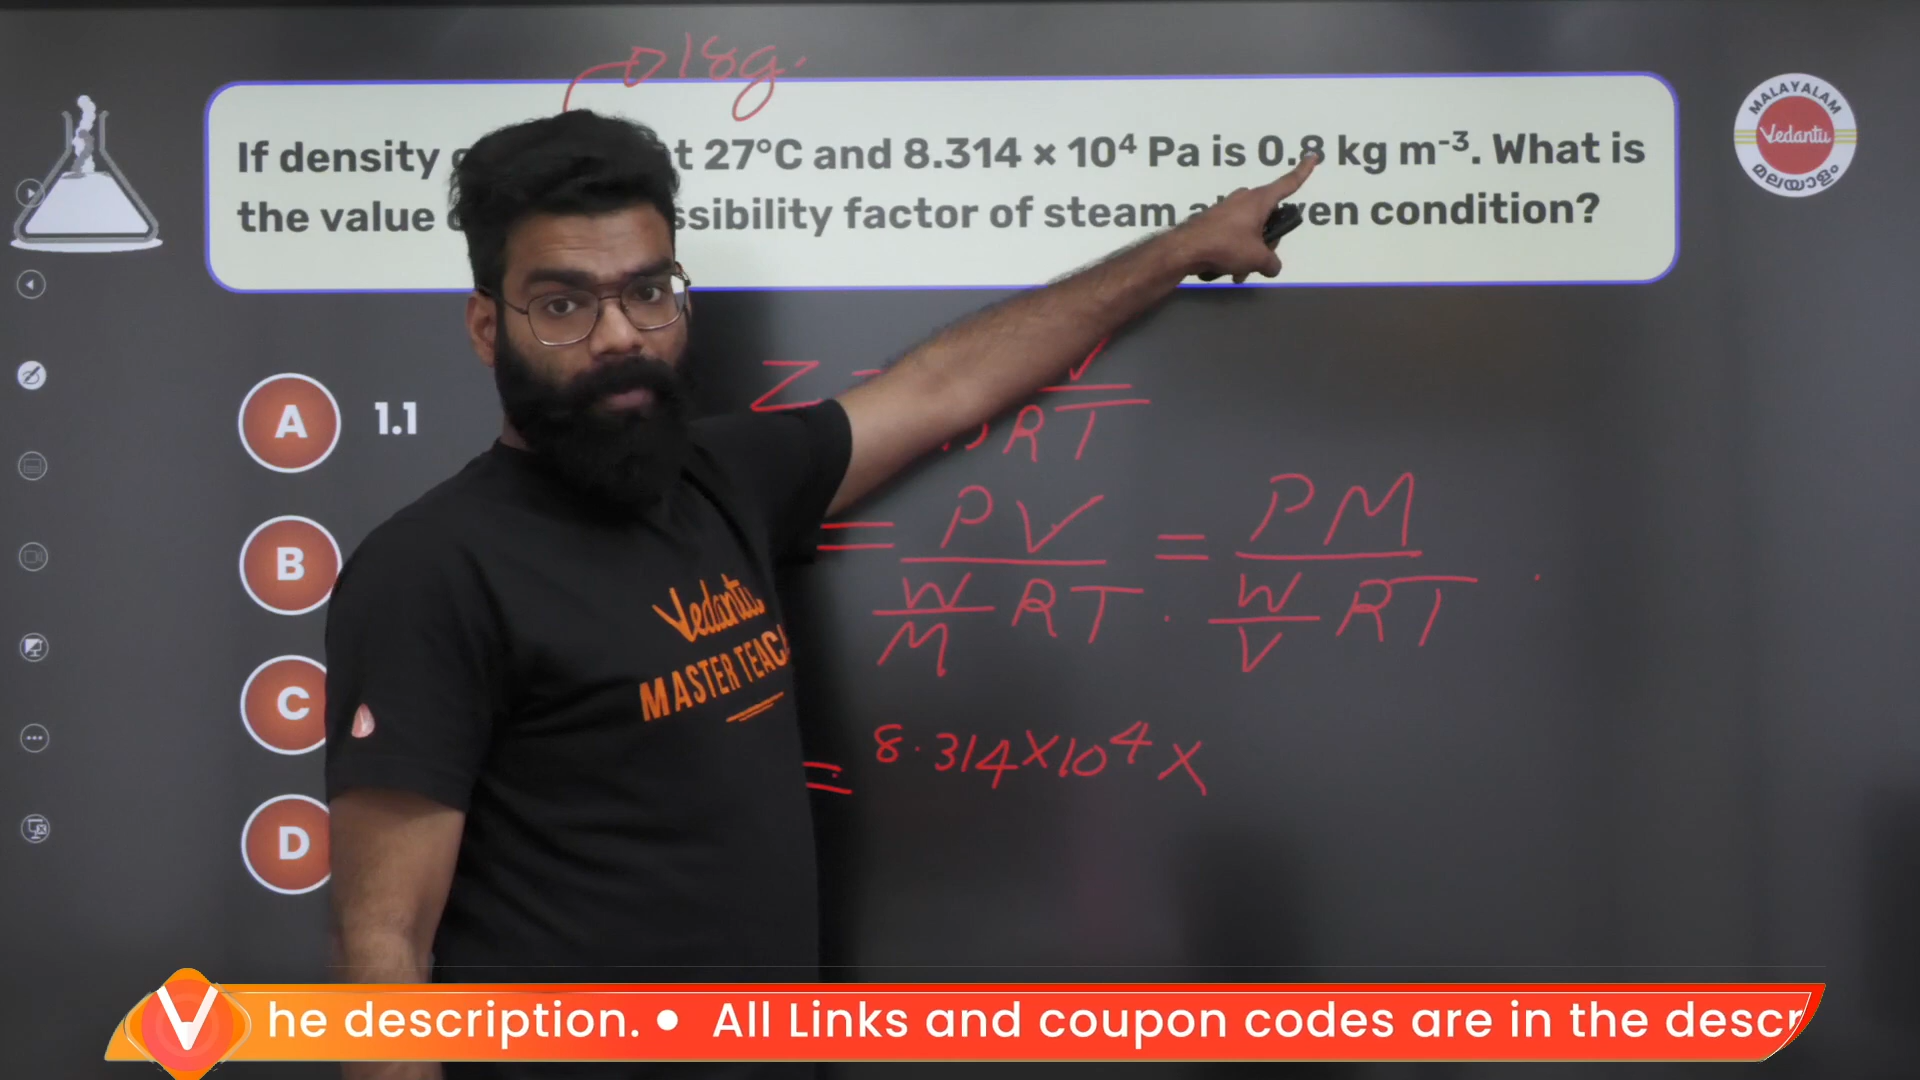 18g.
If density t 27°C and 8.314 × 10⁴ Pa is 0.8 kg m⁻³. What is
the value ssibility factor of steam ven condition?
MALAYALAM
Vedantu
മലയാളം
A 1.1
B
C
D
Z
RT
= PV = PM
W RT . W RT
M V
= 8.314×10⁴ ×
Vedantu
MASTER TEAC
he description. • All Links and coupon codes are in the descr